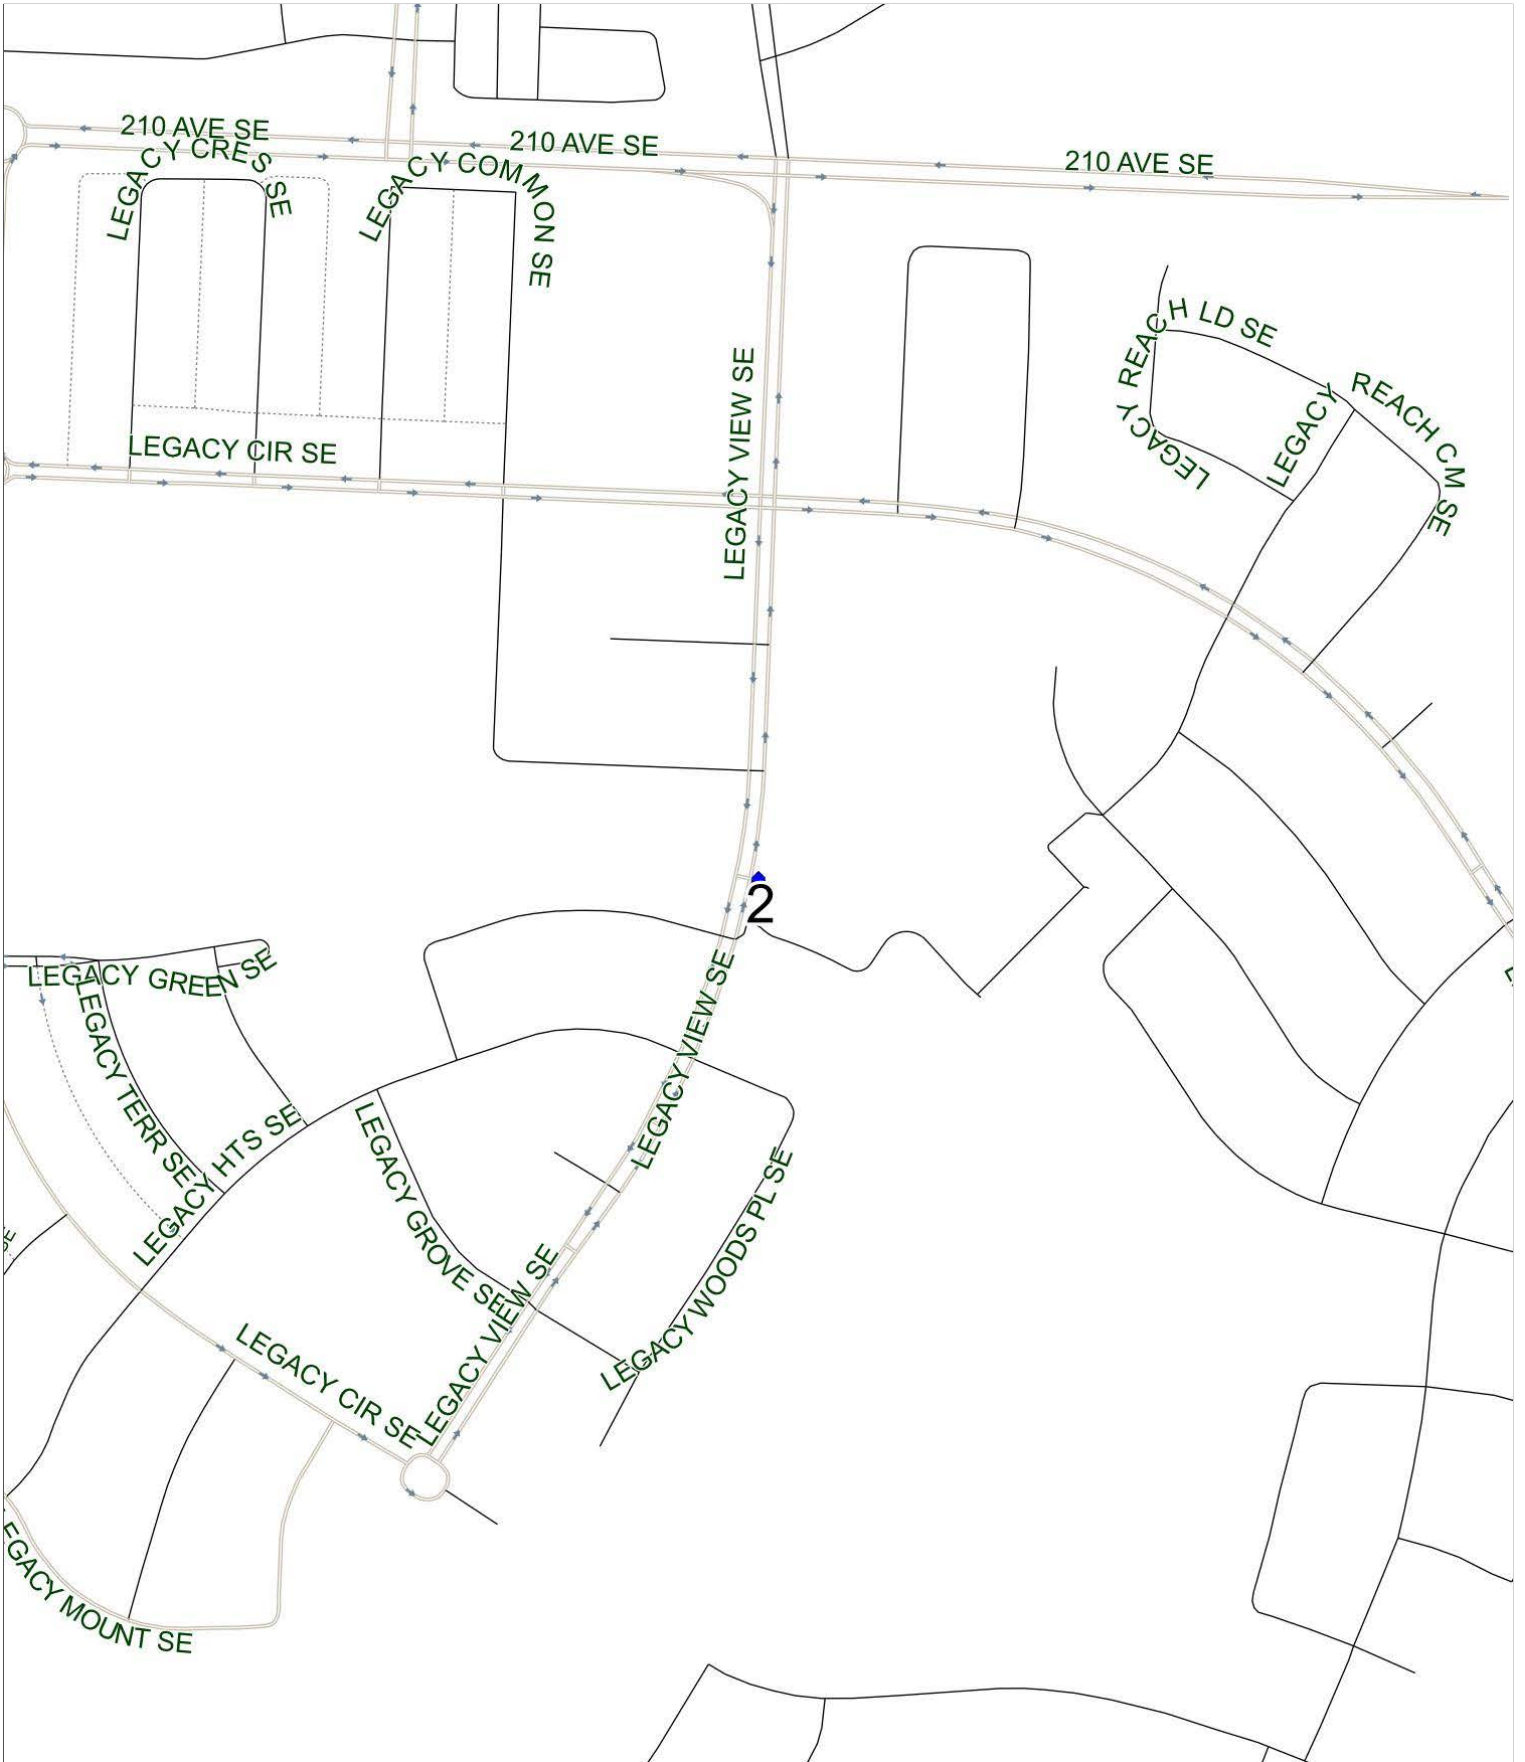 210 AVE SE
210 AVE SE
210 AVE SE
LEGACY CRES SE
LEGACY COMMON SE
LEGACY REACH LD SE
LEGACY REACH CM SE
LEGACY VIEW SE
LEGACY CIR SE
LEGACY VIEW SE
2
LEGACY GREEN SE
LEGACY VIEW SE
LEGACY TERR SE
LEGACY HTS SE
LEGACY GROVE SE
LEGACY WOODS PL SE
SE
LEGACY VIEW SE
LEGACY CIR SE
EGACY MOUNT SE